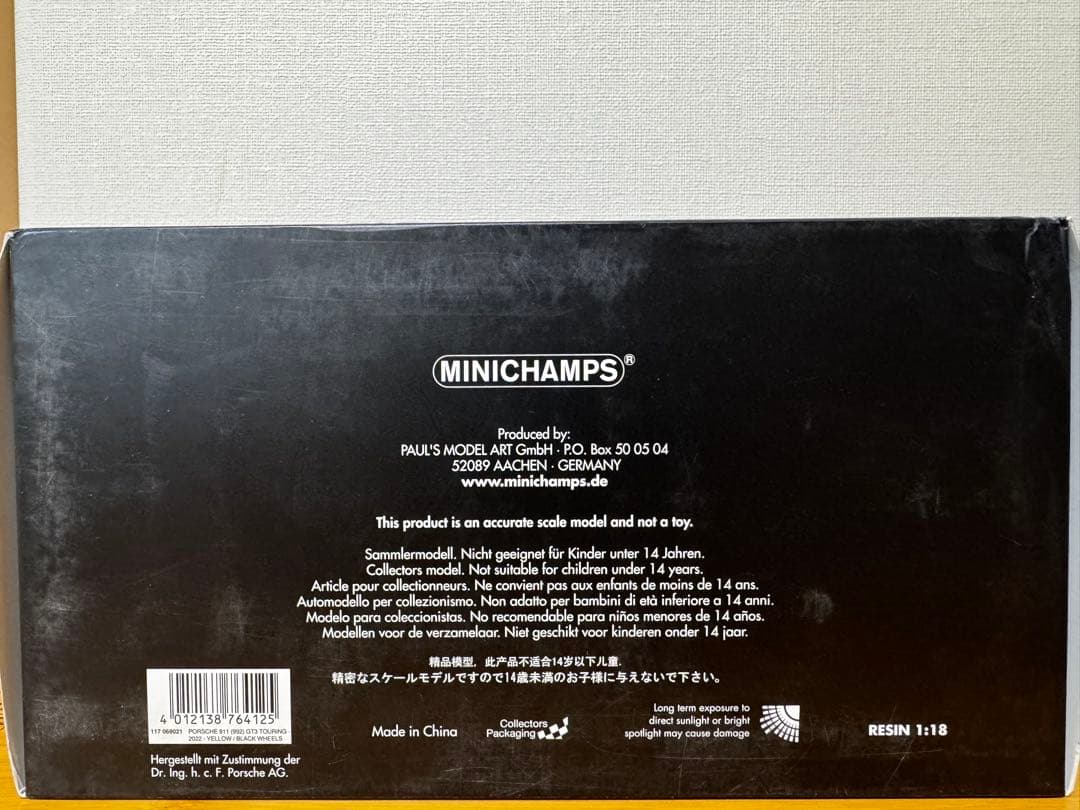 MINICHAMPS®
Produced by:
PAUL'S MODEL ART GmbH · P.O. Box 50 05 04
52089 AACHEN · GERMANY
www.minichamps.de
This product is an accurate scale model and not a toy.
Sammlermodell. Nicht geeignet für Kinder unter 14 Jahren.
Collectors model. Not suitable for children under 14 years.
Article pour collectionneurs. Ne convient pas aux enfants de moins de 14 ans.
Automodello per collezionismo. Non adatto per bambini di età inferiore a 14 anni.
Modelo para coleccionistas. No recomendable para niños menores de 14 años.
Modellen voor de verzamelaar. Niet geschikt voor kinderen onder 14 jaar.
精品模型，此产品不适合14岁以下儿童.
精密なスケールモデルですので14歳未満のお子様に与えないで下さい。
4 012138 764125
117 069021 PORSCHE 911 (992) GT3 TOURING -
2022 - YELLOW / BLACK WHEELS
Hergestellt mit Zustimmung der
Dr. Ing. h. c. F. Porsche AG.
Made in China
Collectors
Packaging
Long term exposure to
direct sunlight or bright
spotlight may cause damage
RESIN 1:18